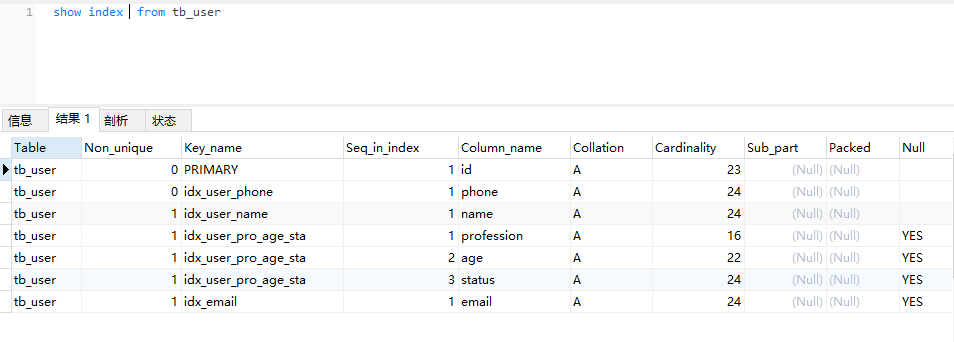 1 show index from tb_user
信息 结果 1 剖析 状态
Table Non_unique Key_name Seq_in_index Column_name Collation Cardinality Sub_part Packed Null
tb_user 0 PRIMARY 1 id A 23 (Null) (Null)
tb_user 0 idx_user_phone 1 phone A 24 (Null) (Null)
tb_user 1 idx_user_name 1 name A 24 (Null) (Null)
tb_user 1 idx_user_pro_age_sta 1 profession A 16 (Null) (Null) YES
tb_user 1 idx_user_pro_age_sta 2 age A 22 (Null) (Null) YES
tb_user 1 idx_user_pro_age_sta 3 status A 24 (Null) (Null) YES
tb_user 1 idx_email 1 email A 24 (Null) (Null) YES